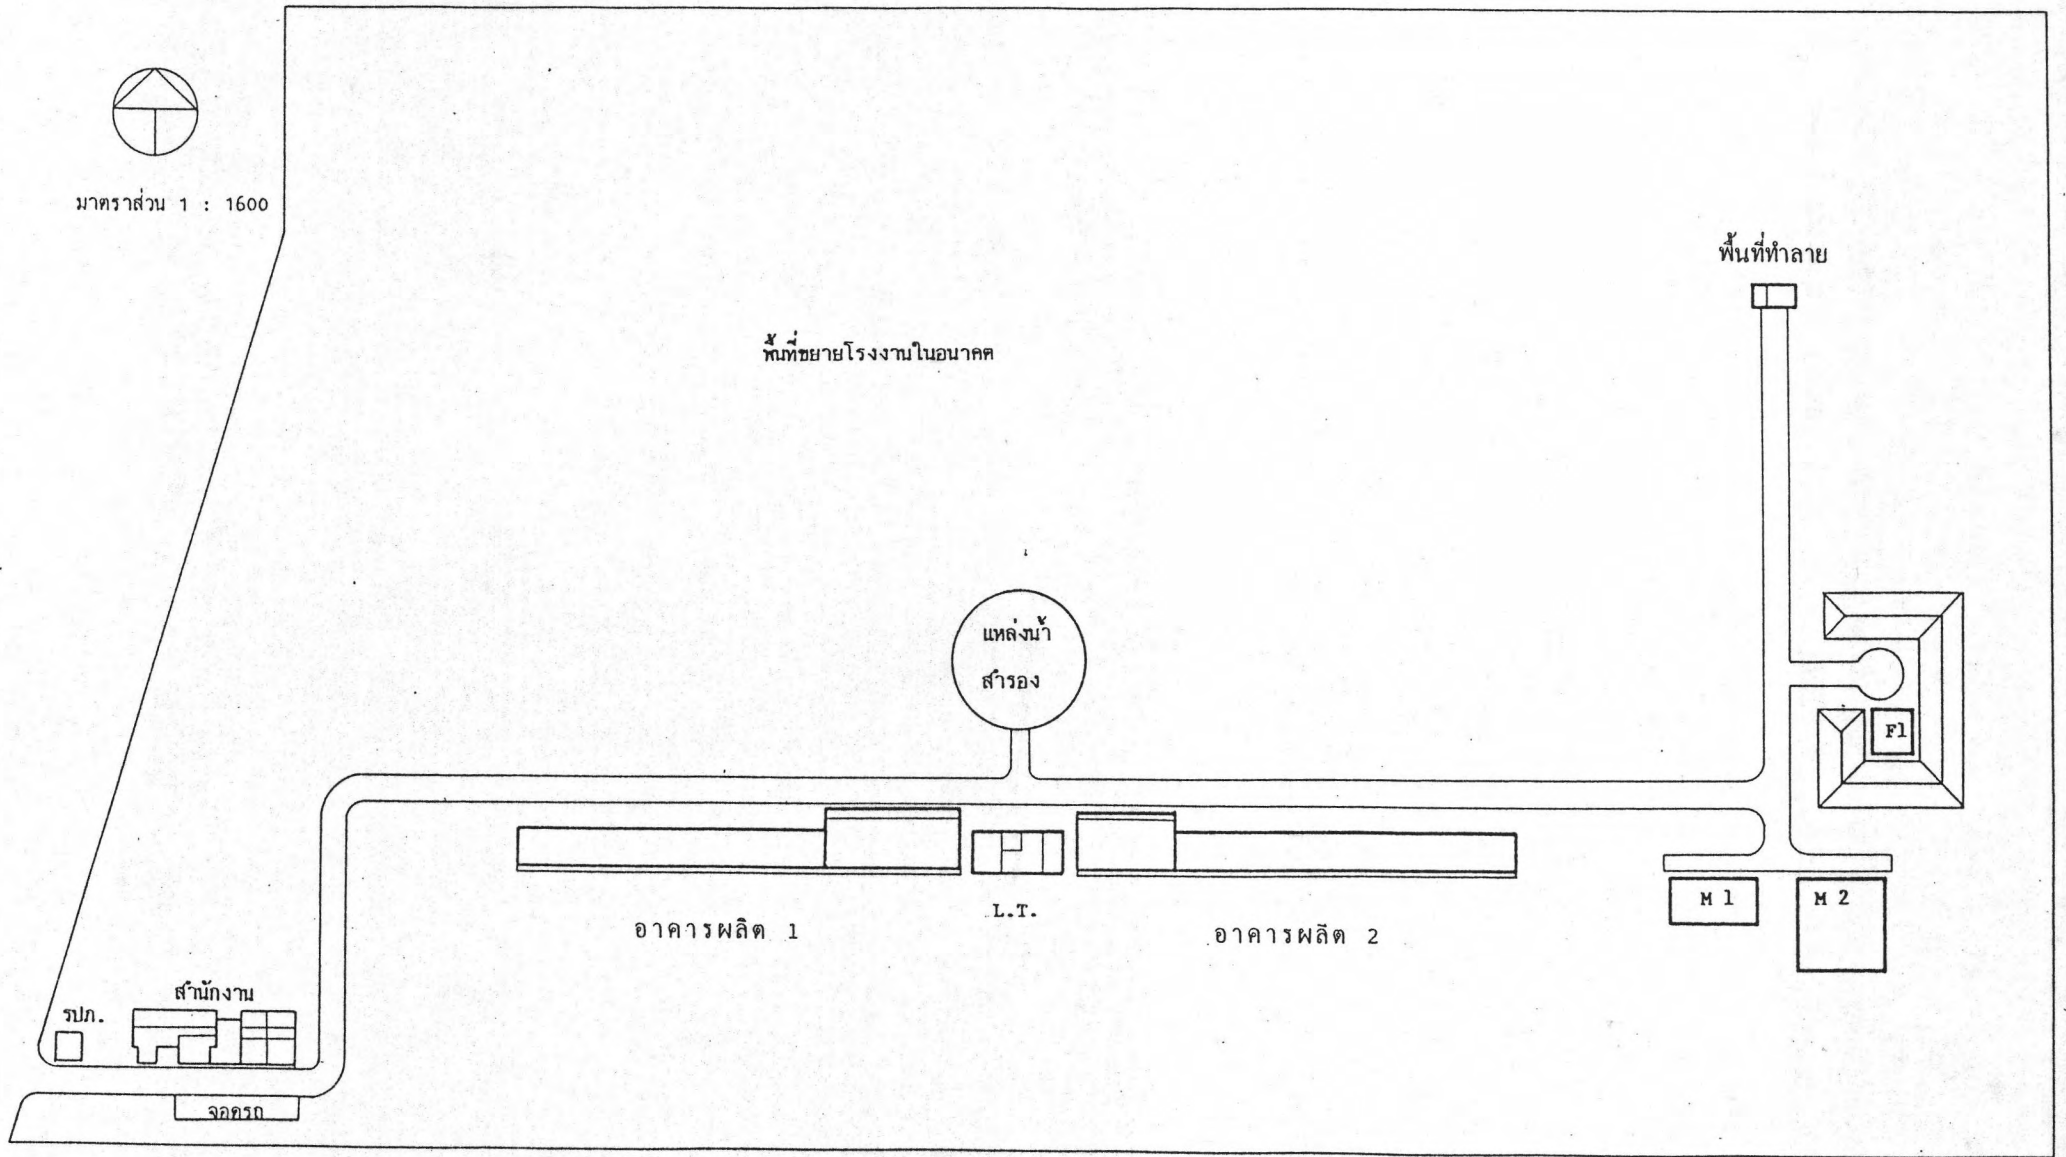 มาตราส่วน 1 : 1600
พื้นที่ทำลาย
พื้นที่ขยายโรงงานในอนาคต
แหล่งน้ำ
สำรอง
F1
M 1
M 2
L.T.
อาคารผลิต 1
อาคารผลิต 2
สำนักงาน
รปภ.
จอดรถ